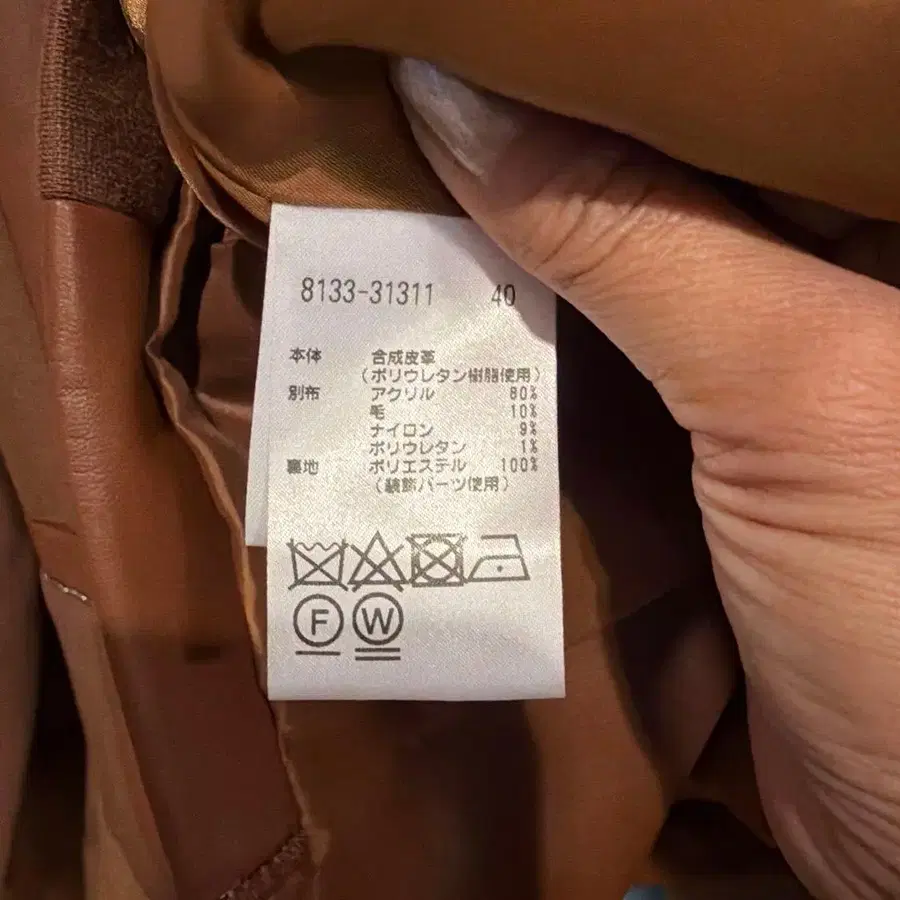 8133-31311 40
本体 合成皮革
(ポリウレタン樹脂使用)
別布 アクリル 80%
毛 10%
ナイロン 9%
ポリウレタン 1%
裏地 ポリエステル 100%
(装飾パーツ使用)
F W